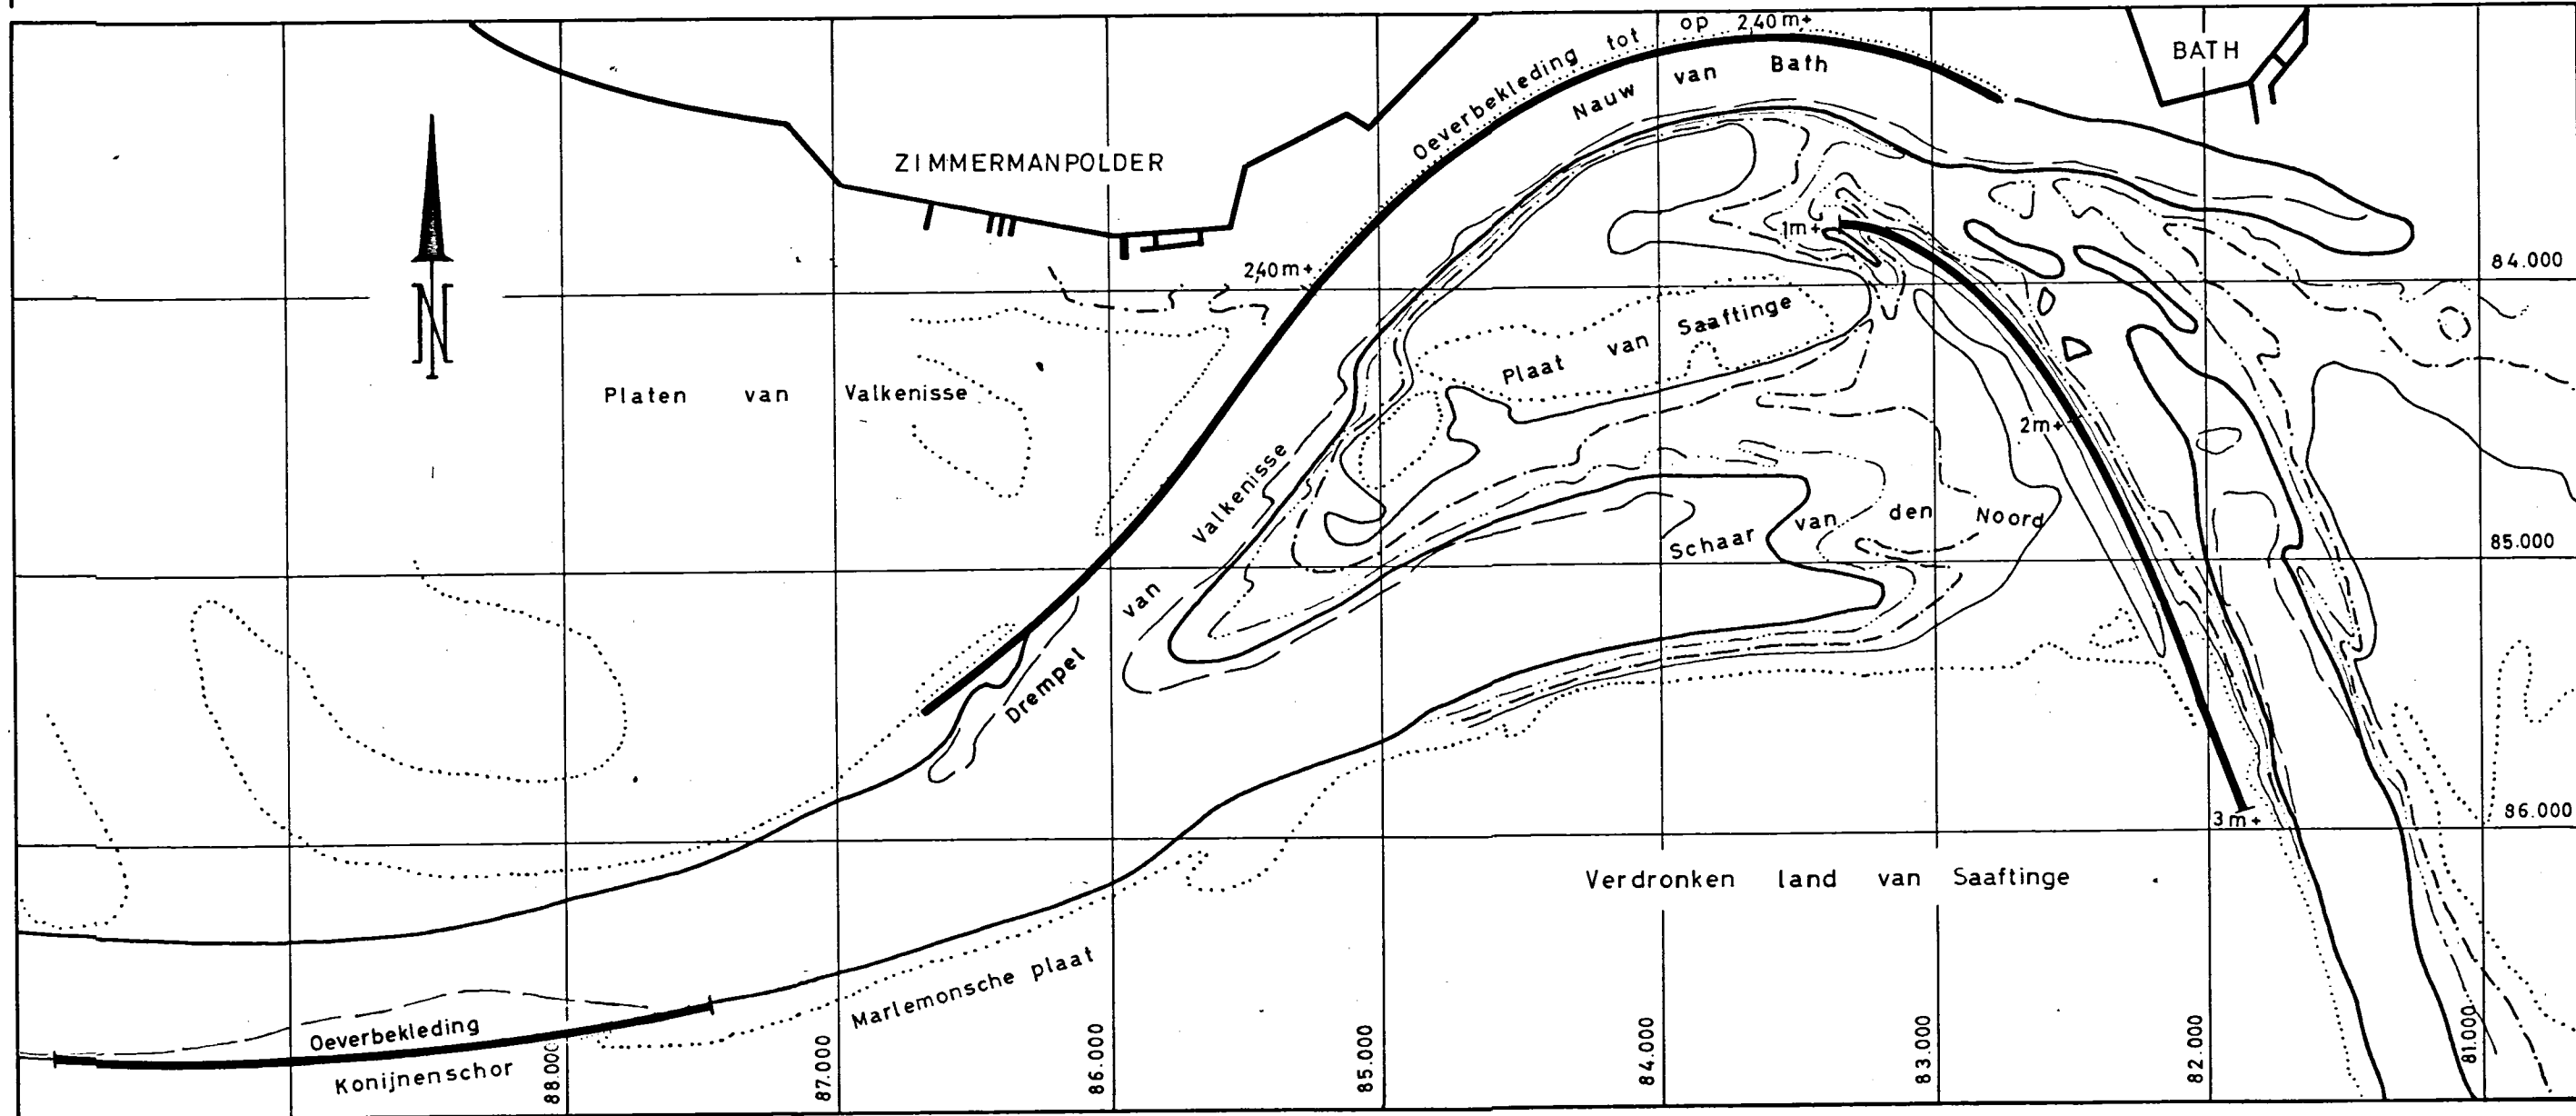 Oeverbekleding tot op 2,40 m+
Nauw van Bath
BATH
ZIMMERMANPOLDER
N
1m+
2,40m+
84.000
Plaat van Saaftinge
Platen van Valkenisse
2m+
Schaar van den Noord
85.000
Drempel van Valkenisse
3m+
86.000
Verdronken land van Saaftinge
Marlemonsche plaat
Oeverbekleding
Konijnenschor
88.000
87.000
86.000
85.000
84.000
83.000
82.000
81.000